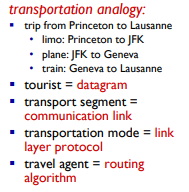 transportation analogy:
▪ trip from Princeton to Lausanne
• limo: Princeton to JFK
• plane: JFK to Geneva
• train: Geneva to Lausanne
▪ tourist = datagram
▪ transport segment =
communication link
▪ transportation mode = link
layer protocol
▪ travel agent = routing
algorithm